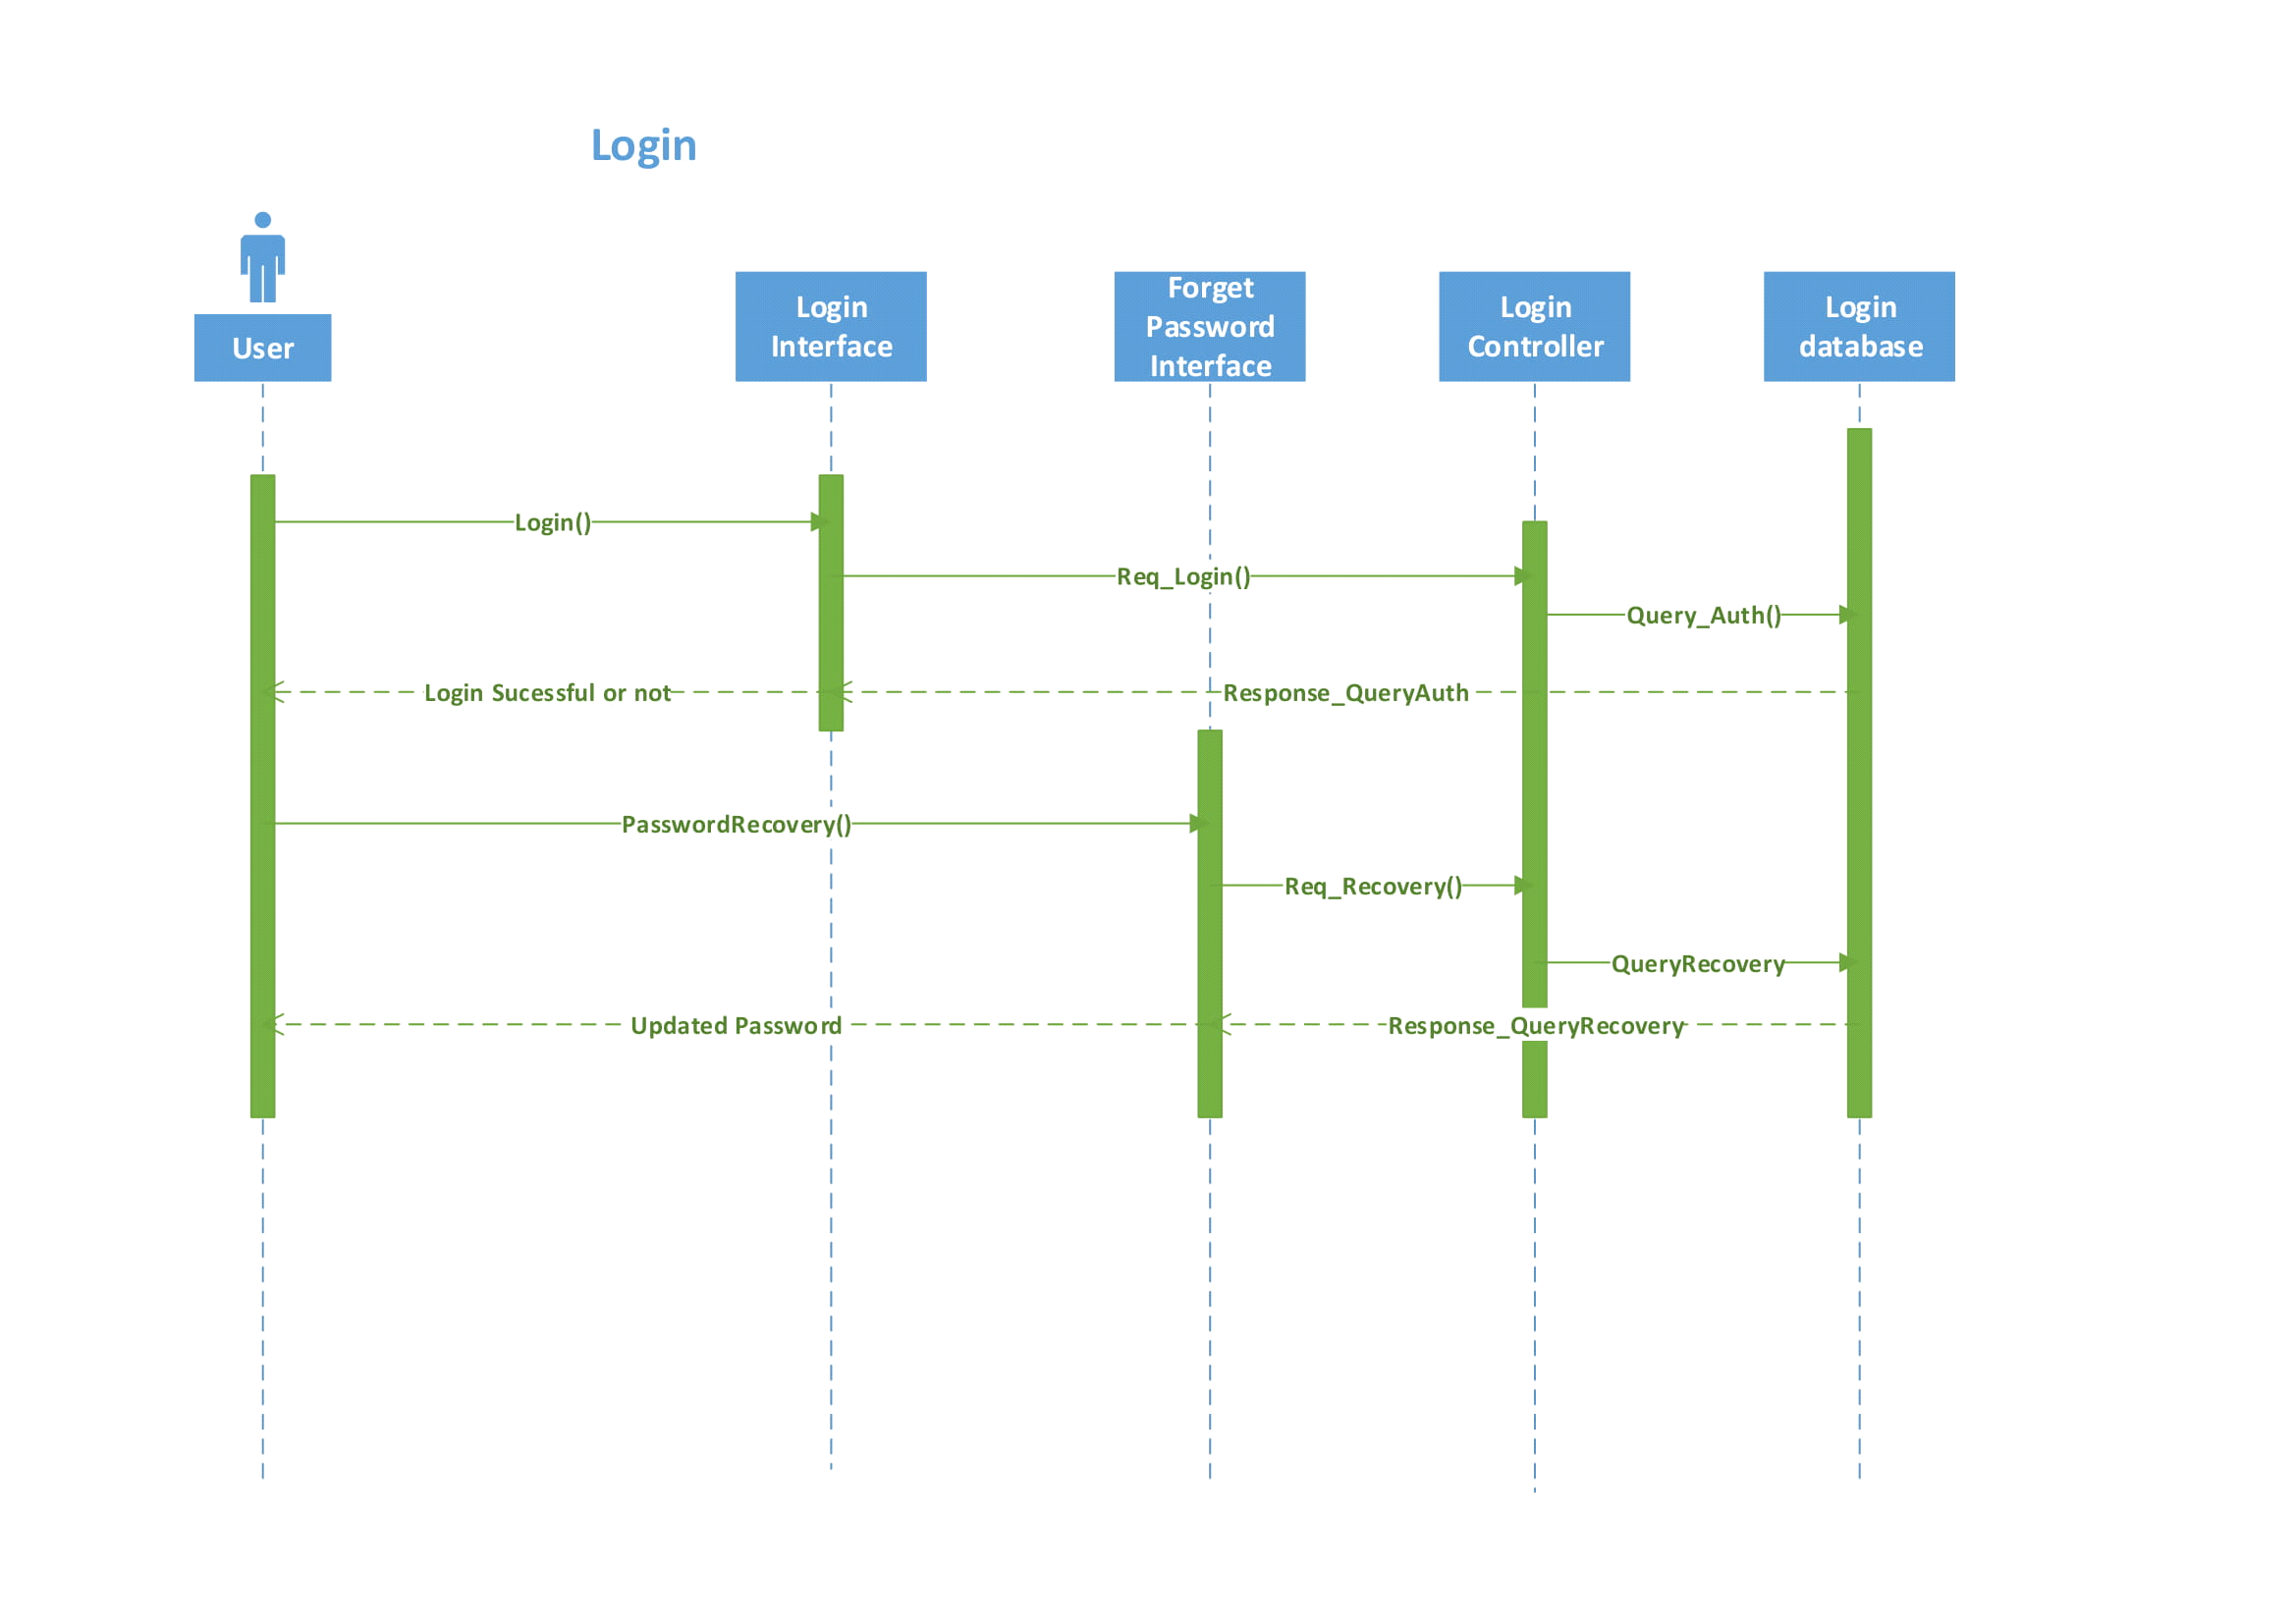 Login
User
Login
Interface
Forget
Password
Interface
Login
Controller
Login
database
Login()
Req_Login()
Query_Auth()
Login Sucessful or not
Response_QueryAuth
PasswordRecovery()
Req_Recovery()
QueryRecovery
Updated Password
Response_QueryRecovery